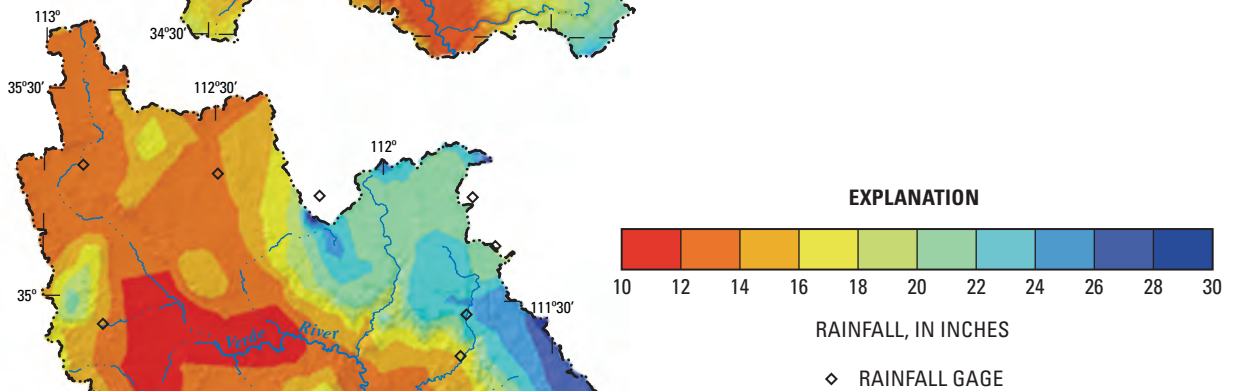 113°
34°30'
35°30'
112°30'
112°
35°
111°30'
Verde River
EXPLANATION
10 12 14 16 18 20 22 24 26 28 30
RAINFALL, IN INCHES
RAINFALL GAGE